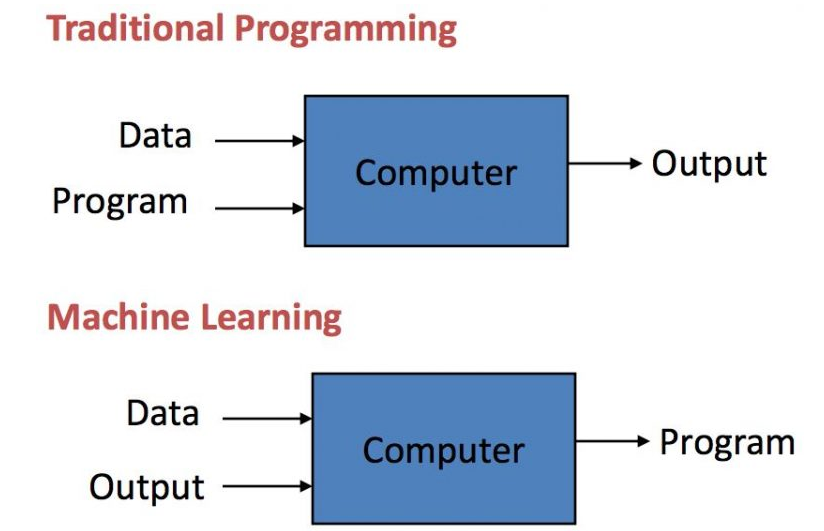 Traditional Programming
Data
Program
Computer
Output
Machine Learning
Data
Output
Computer
Program